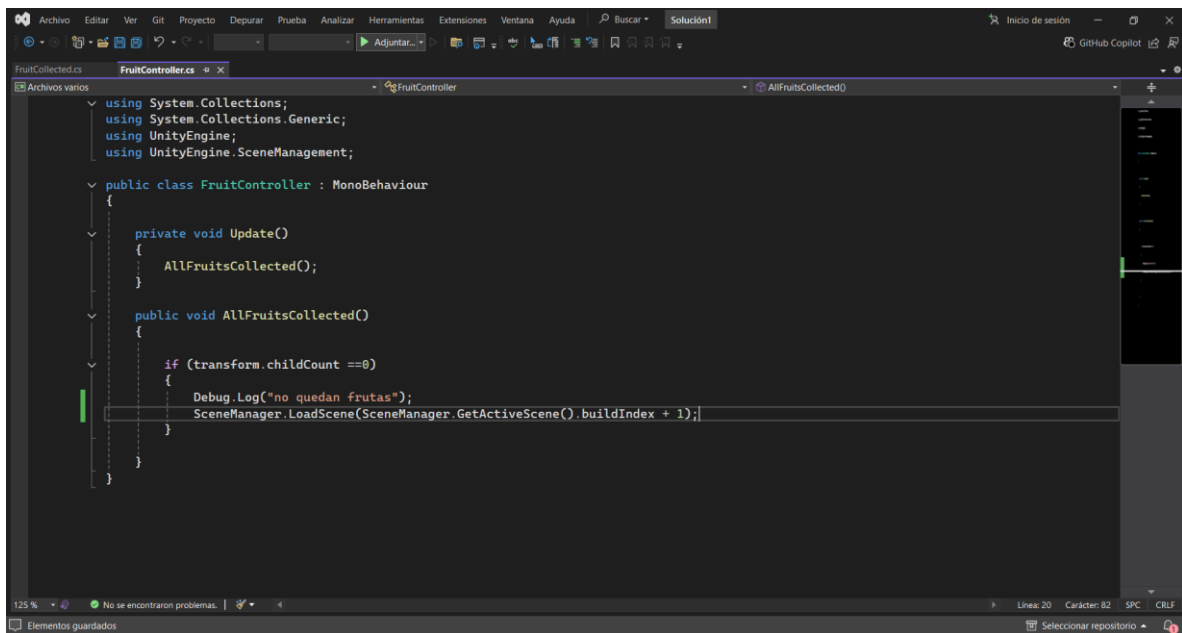 Archivo Editar Ver Git Proyecto Depurar Prueba Analizar Herramientas Extensiones Ventana Ayuda Buscar Solución1 Inicio de sesión
Adjuntar... GitHub Copilot
FruitCollected.cs FruitController.cs
Archivos varios FruitController AllFruitsCollected()
using System.Collections;
using System.Collections.Generic;
using UnityEngine;
using UnityEngine.SceneManagement;
public class FruitController : MonoBehaviour
{
private void Update()
{
AllFruitsCollected();
}
public void AllFruitsCollected()
{
if (transform.childCount ==0)
{
Debug.Log("no quedan frutas");
SceneManager.LoadScene(SceneManager.GetActiveScene().buildIndex + 1);
}
}
}
125 % No se encontraron problemas. Línea: 20 Carácter: 82 SPC CRLF
Elementos guardados Seleccionar repositorio